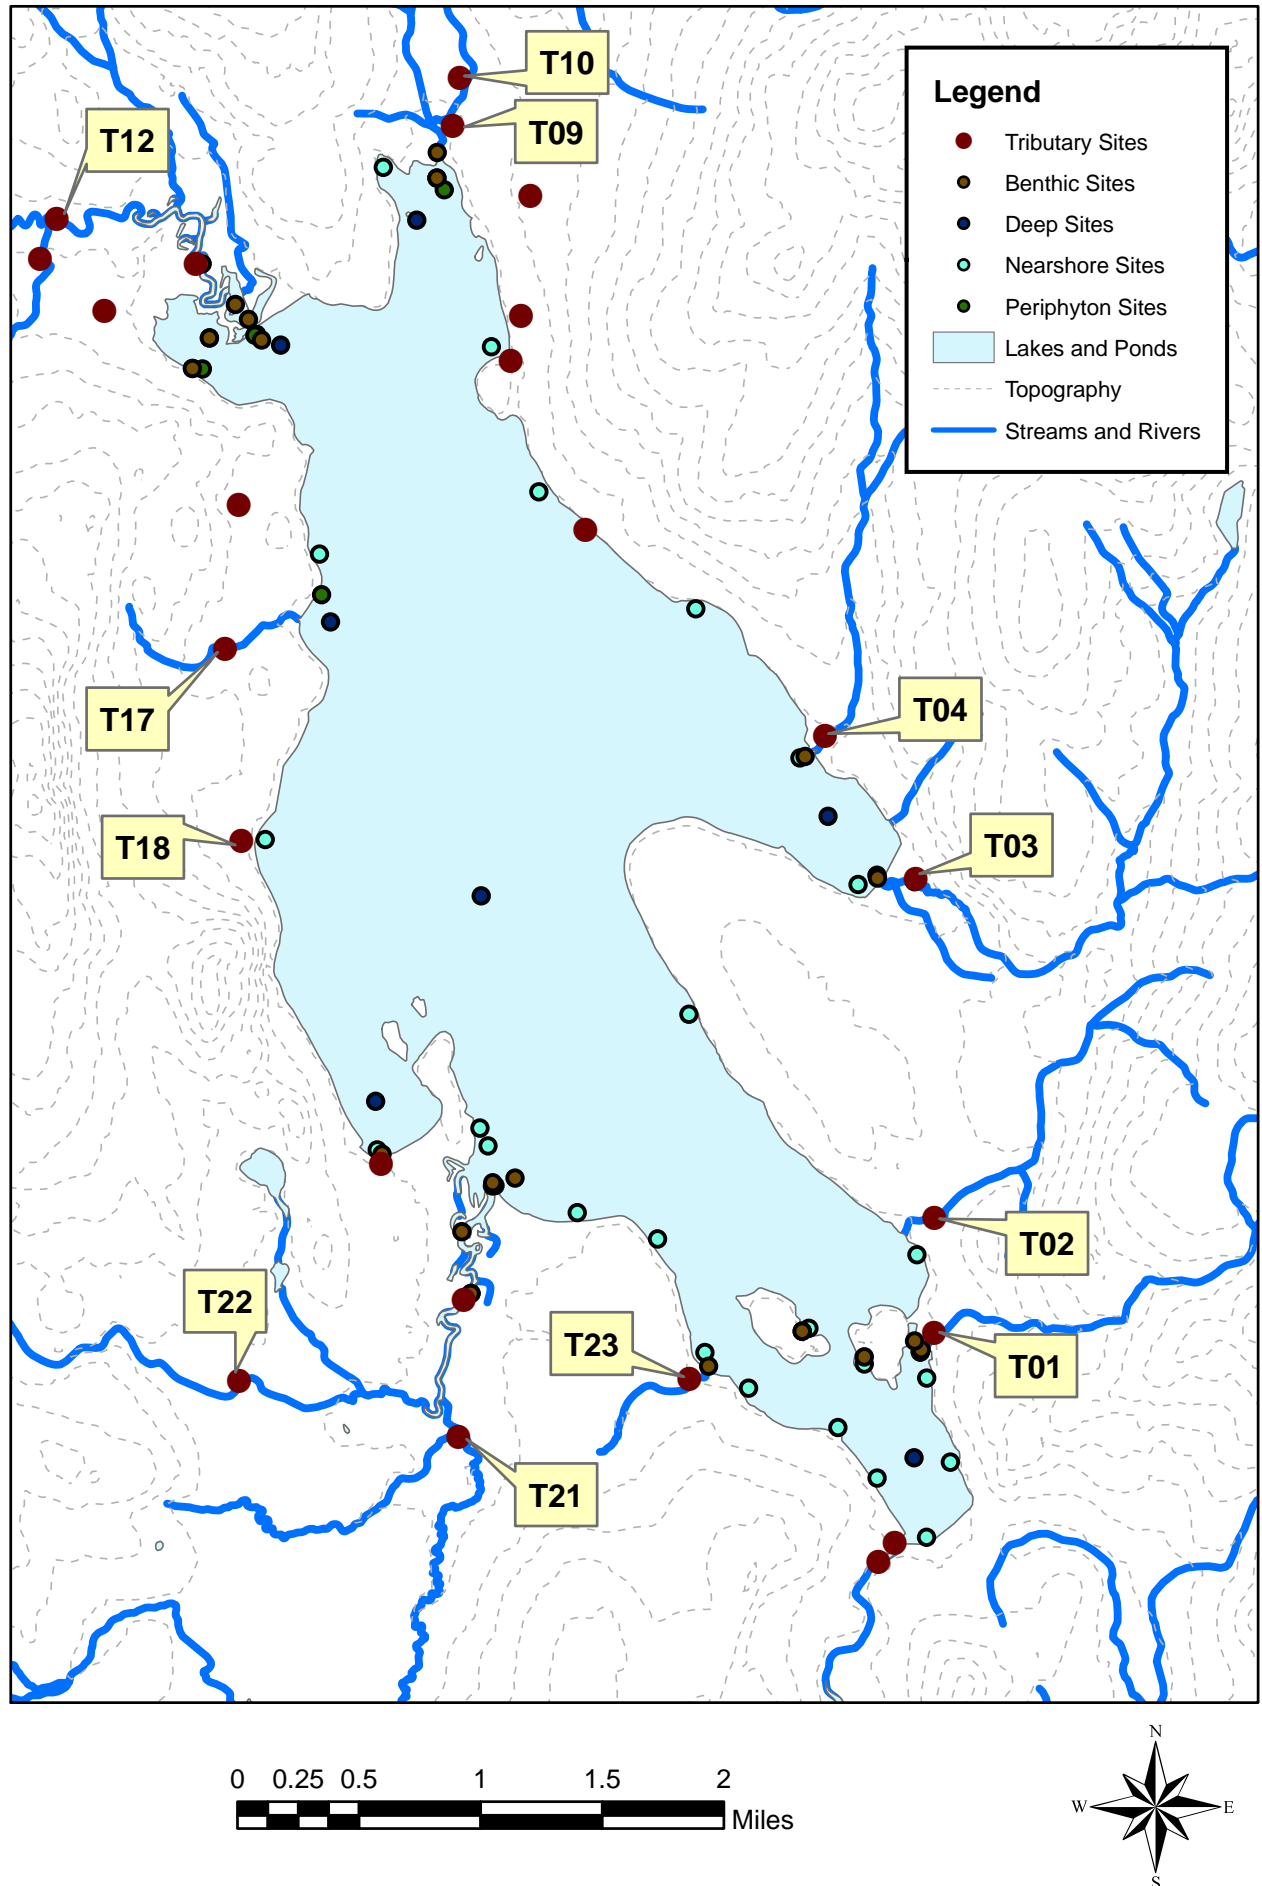 T10
T09
T12
Legend
Tributary Sites
Benthic Sites
Deep Sites
Nearshore Sites
Periphyton Sites
Lakes and Ponds
Topography
Streams and Rivers
T17
T04
T18
T03
T02
T22
T23
T01
T21
0 0.25 0.5 1 1.5 2
Miles
N
W E
S